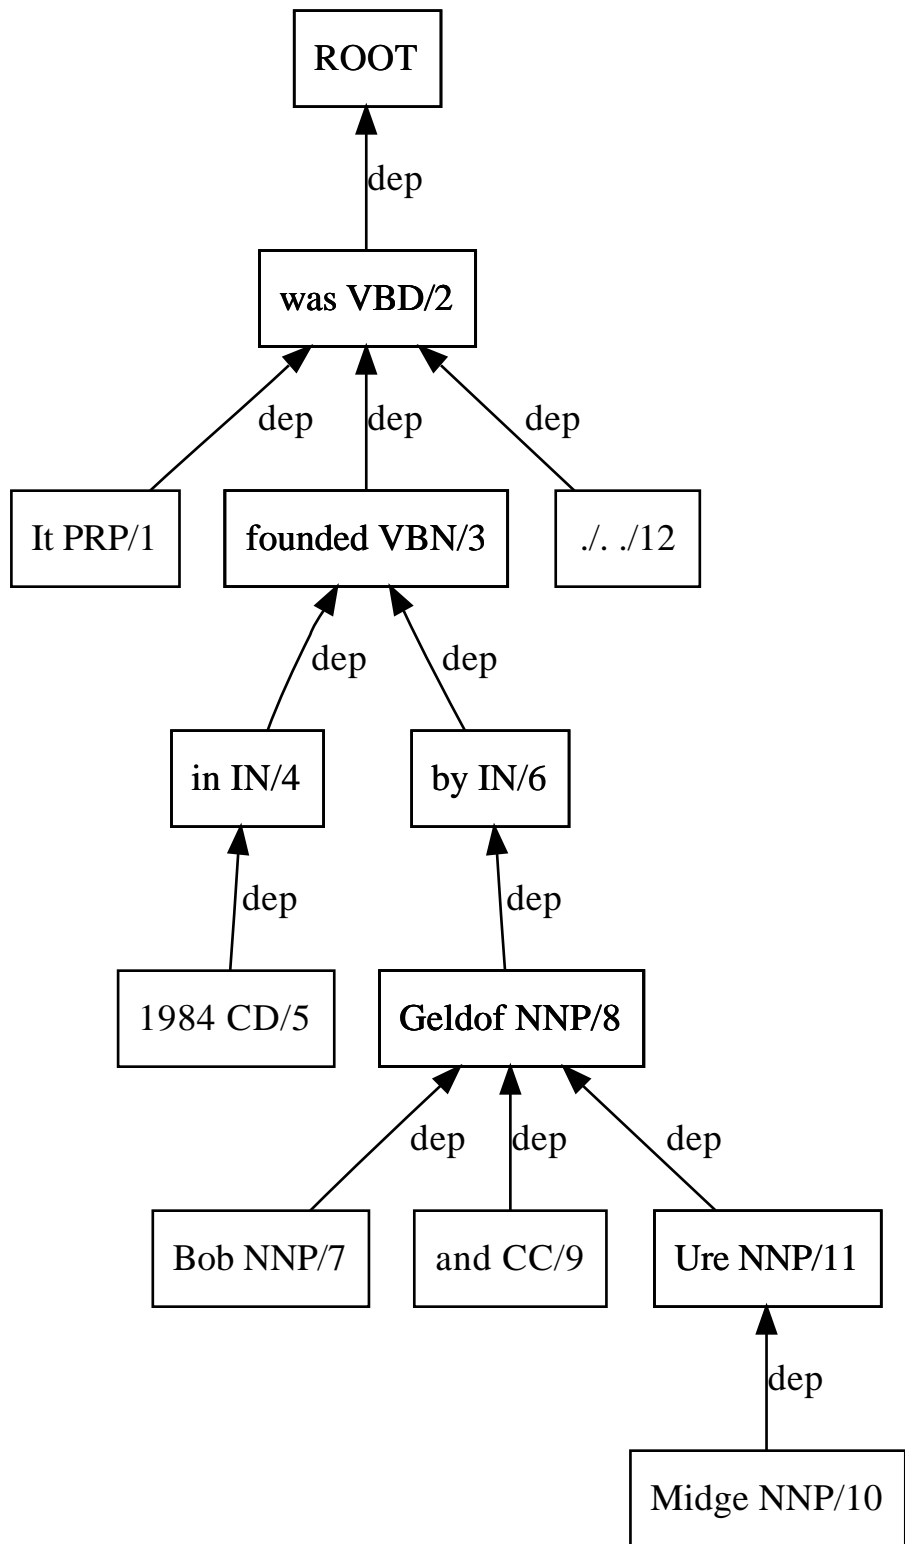 ROOT
dep
was VBD/2
dep dep dep
It PRP/1 founded VBN/3 ./. ./12
dep dep
in IN/4 by IN/6
dep dep
1984 CD/5 Geldof NNP/8
dep dep dep
Bob NNP/7 and CC/9 Ure NNP/11
dep
Midge NNP/10